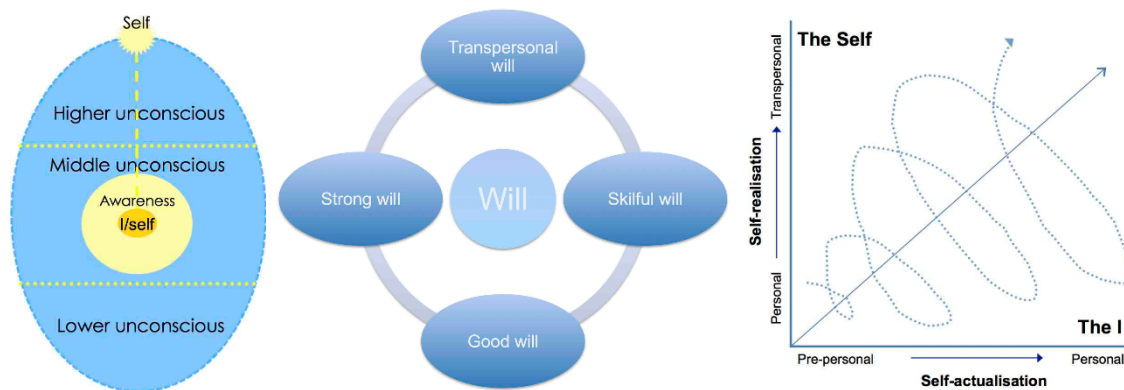 Self
Higher unconscious
Middle unconscious
Awareness
I/self
Lower unconscious
Transpersonal
will
Strong will
Will
Skilful will
Good will
The Self
Transpersonal
Self-realisation
Personal
The I
Pre-personal
Personal
Self-actualisation